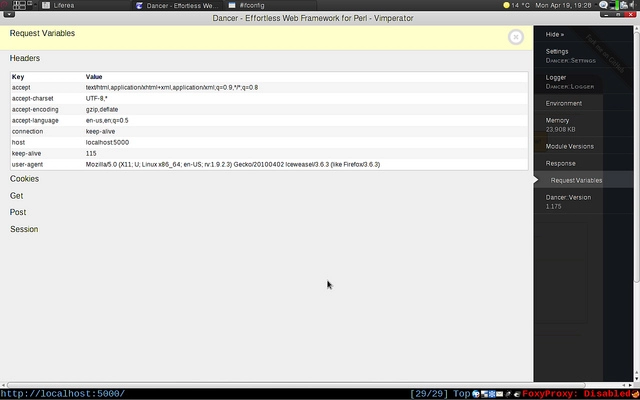 Liferea
Dancer - Effortless We...
#fconfig
14 °C Mon Apr 19, 19:26
Dancer - Effortless Web Framework for Perl - Vimperator
Request Variables
Headers
Key Value
accept text/html,application/xhtml+xml,application/xml;q=0.9,*/*;q=0.8
accept-charset UTF-8,*
accept-encoding gzip,deflate
accept-language en-us,en;q=0.5
connection keep-alive
host localhost:5000
keep-alive 115
user-agent Mozilla/5.0 (X11; U; Linux x86_64; en-US; rv:1.9.2.3) Gecko/20100402 Iceweasel/3.6.3 (like Firefox/3.6.3)
Cookies
Get
Post
Session
Hide »
Settings
Dancer::Settings
Logger
Dancer::Logger
Environment
Memory
23,908 KB
Module Versions
Response
Request Variables
Dancer::Version
1.175
http://localhost:5000/ [29/29] Top FoxyProxy: Disabled